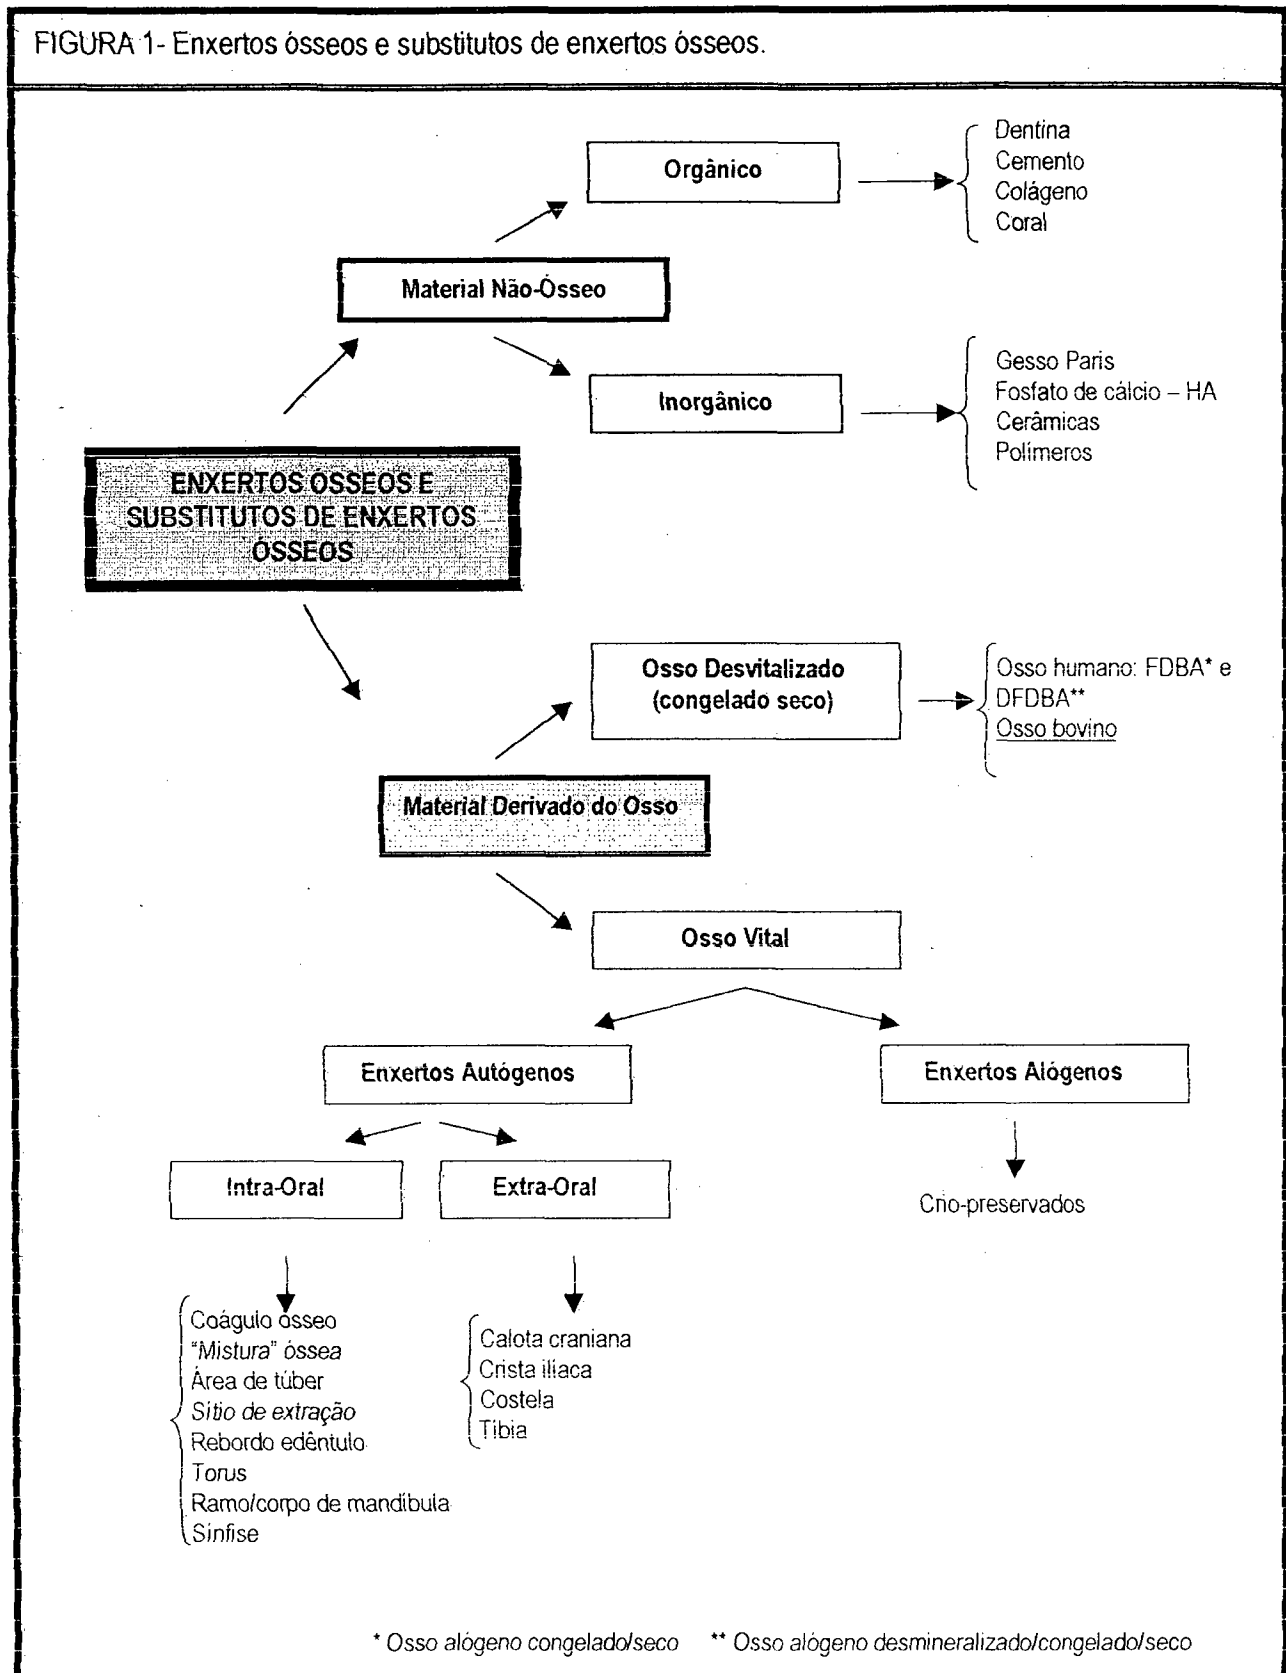 FIGURA 1- Enxertos ósseos e substitutos de enxertos ósseos.
Orgânico
Dentina
Cemento
Colágeno
Coral
Material Não-Ósseo
Inorgânico
Gesso Paris
Fosfato de cálcio – HA
Cerâmicas
Polímeros
ENXERTOS ÓSSEOS E
SUBSTITUTOS DE ENXERTOS
ÓSSEOS
Osso Desvitalizado
(congelado seco)
Osso humano: FDBA* e
DFDBA**
Osso bovino
Material Derivado do Osso
Osso Vital
Enxertos Autógenos
Enxertos Alógenos
Intra-Oral
Extra-Oral
Crio-preservados
Coágulo ósseo
"Mistura" óssea
Área de túber
Sítio de extração
Rebordo edêntulo
Torus
Ramo/corpo de mandíbula
Sínfise
Calota craniana
Crista ilíaca
Costela
Tíbia
* Osso alógeno congelado/seco ** Osso alógeno desmineralizado/congelado/seco